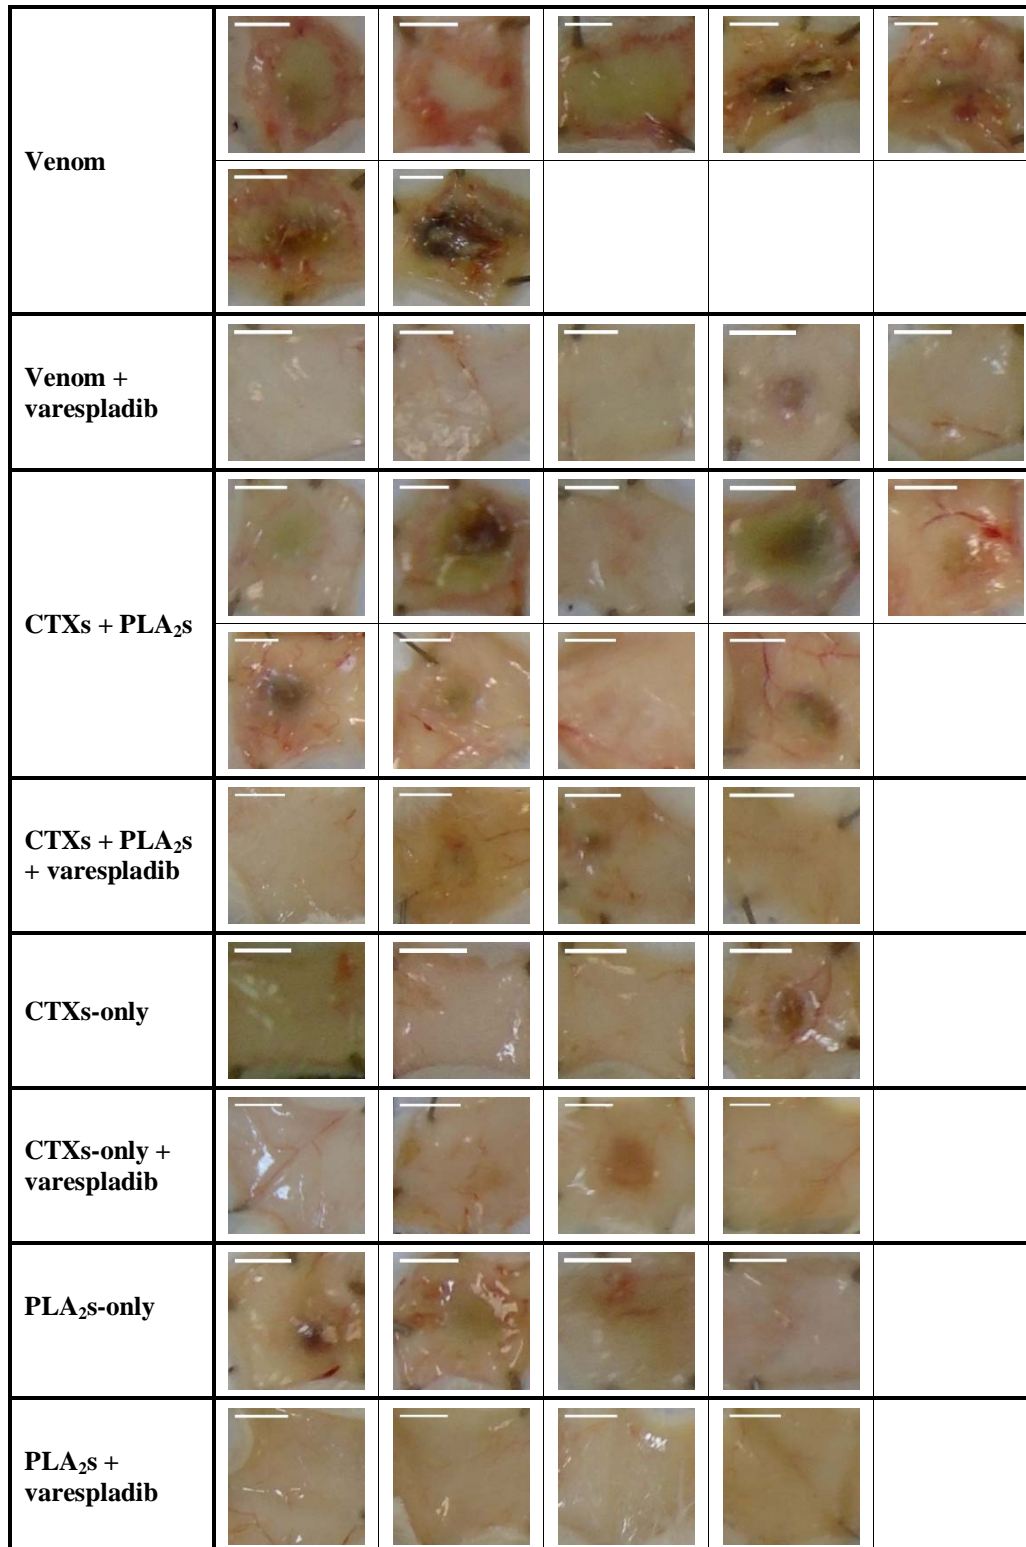 Venom
Venom +
varespladib
CTXs + PLA₂s
CTXs + PLA₂s
+ varespladib
CTXs-only
CTXs-only +
varespladib
PLA₂s-only
PLA₂s +
varespladib